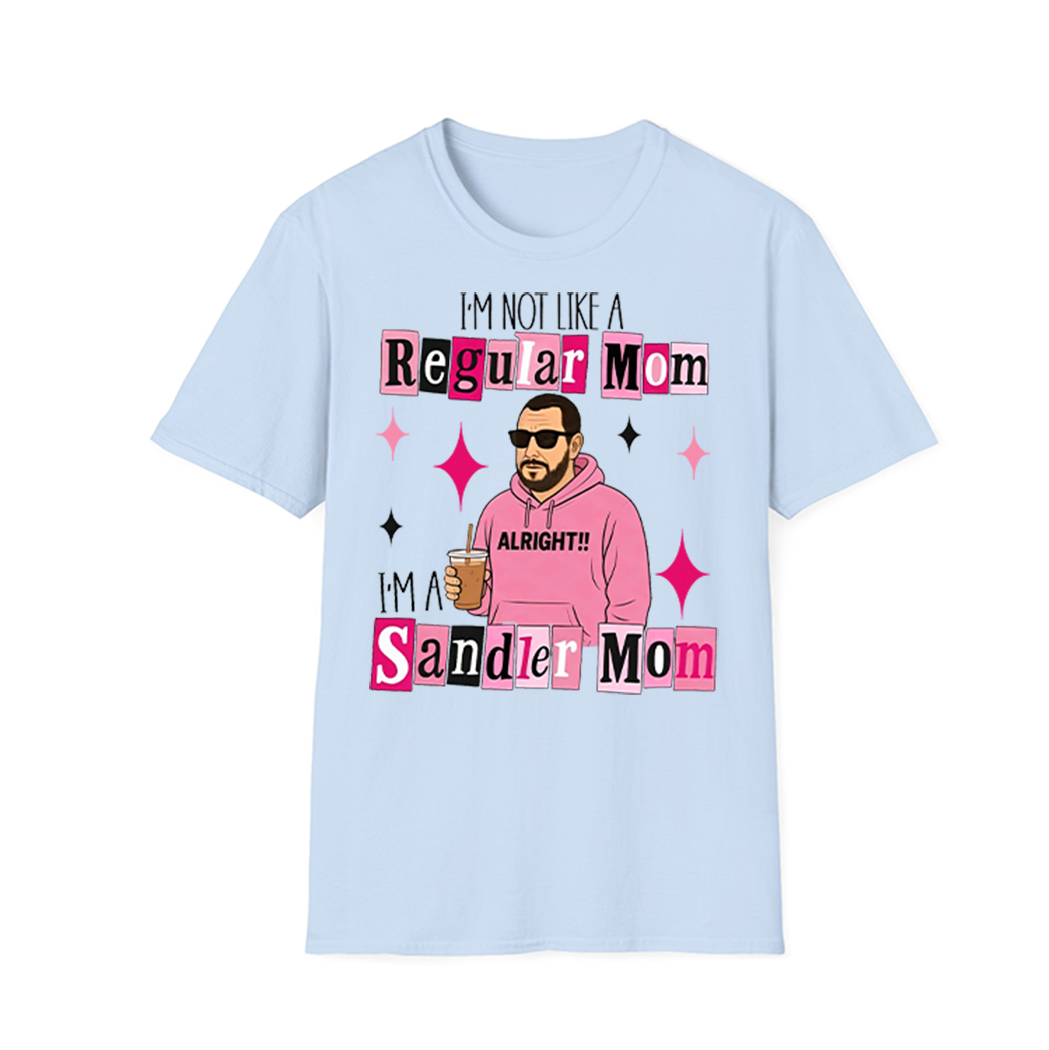 I'M NOT LIKE A
Regular Mom
ALRIGHT!!
I'M A
Sandler Mom